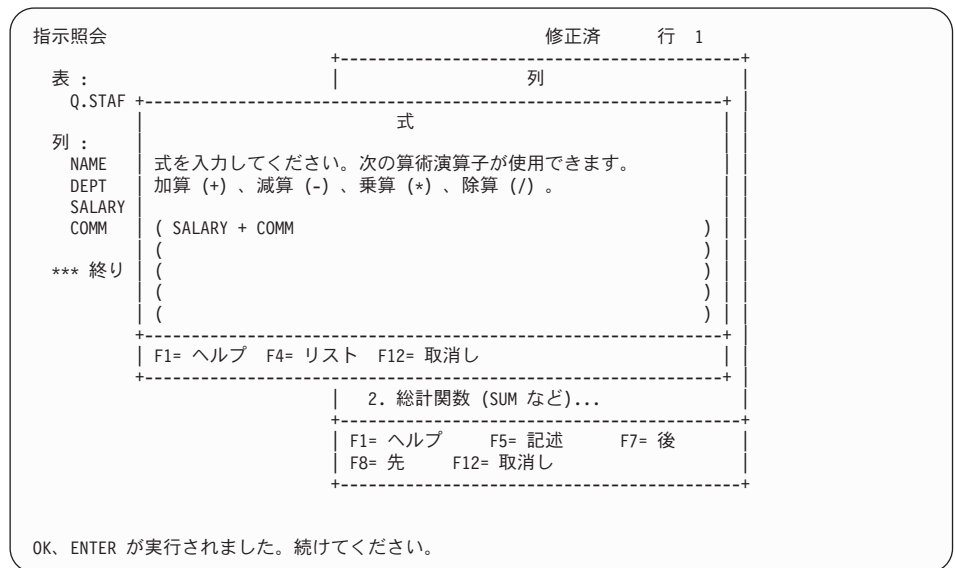 指示照会 修正済 行 1
表 : 列
Q.STAF
式
列 :
NAME 式を入力してください。次の算術演算子が使用できます。
DEPT 加算 (+) 、減算 (-) 、乗算 (*) 、除算 (/) 。
SALARY
COMM ( SALARY + COMM )
( )
*** 終り ( )
( )
( )
F1= ヘルプ F4= リスト F12= 取消し
2. 総計関数 (SUM など)...
F1= ヘルプ F5= 記述 F7= 後
F8= 先 F12= 取消し
OK、ENTER が実行されました。続けてください。